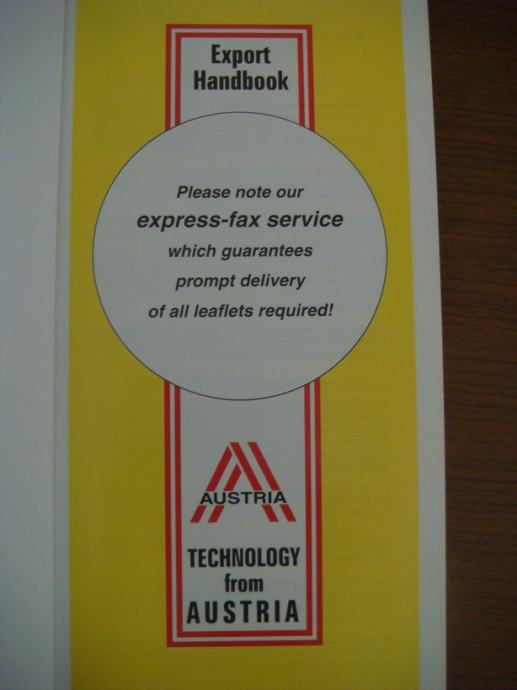 Export
Handbook
Please note our
express-fax service
which guarantees
prompt delivery
of all leaflets required!
AUSTRIA
TECHNOLOGY
from
AUSTRIA